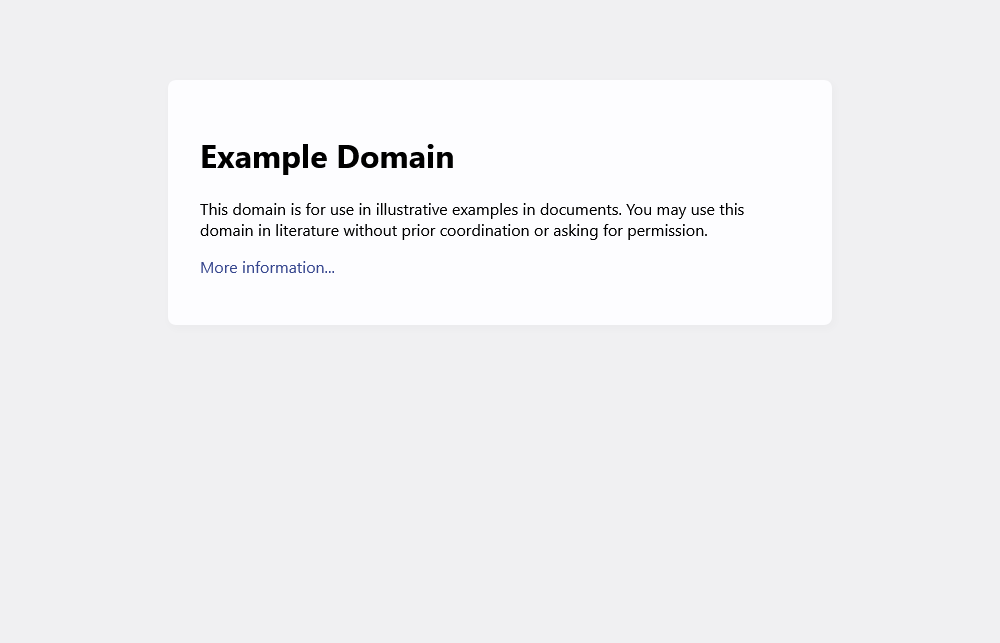 Example Domain
This domain is for use in illustrative examples in documents. You may use this
domain in literature without prior coordination or asking for permission.
More information...